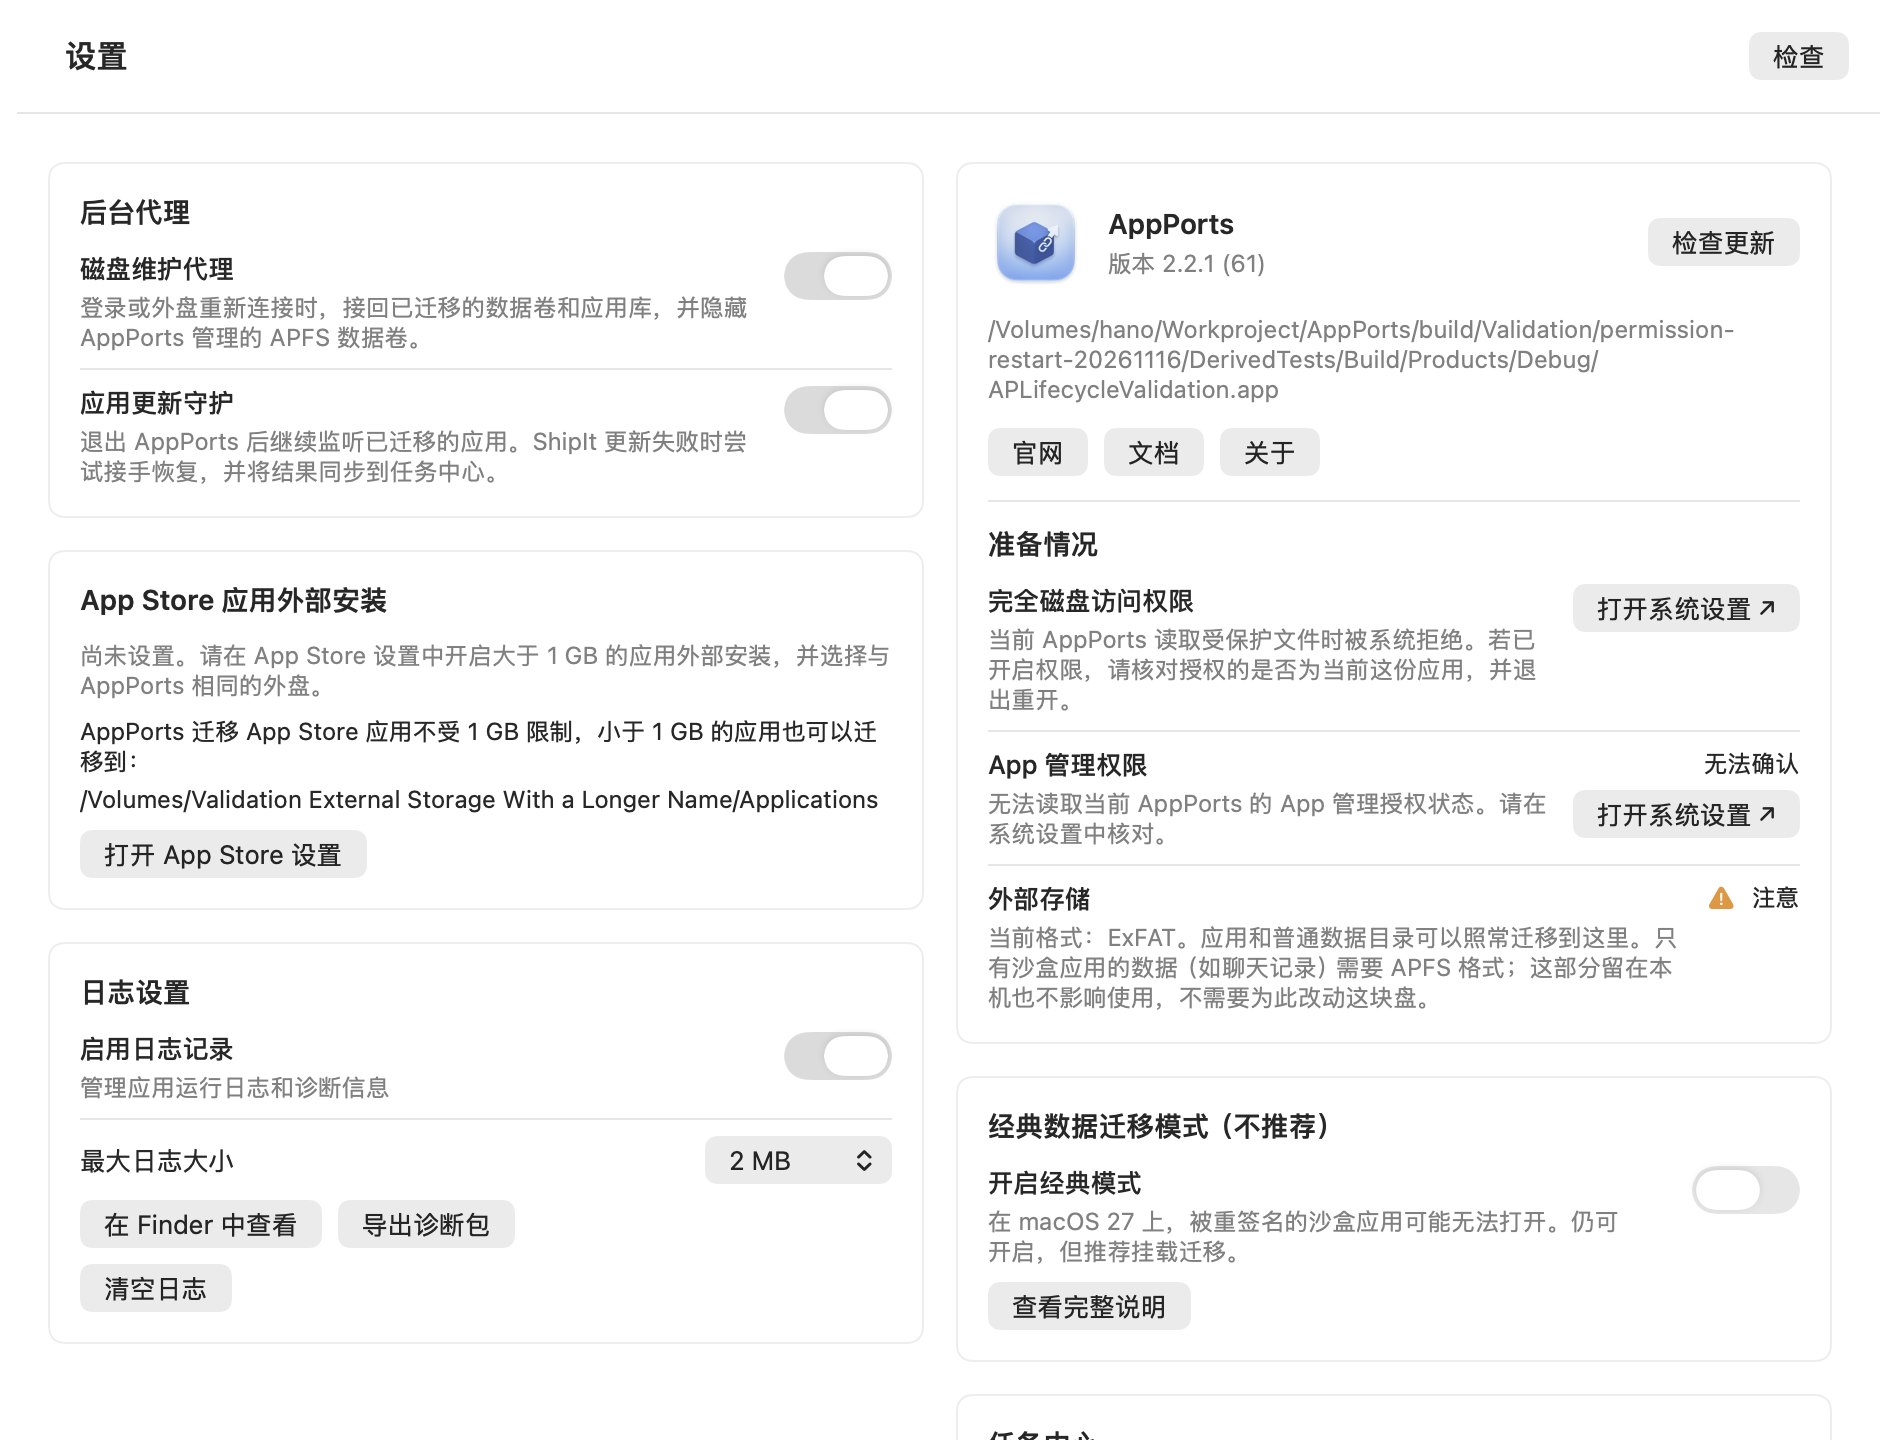 设置
检查
后台代理
磁盘维护代理
登录或外盘重新连接时，接回已迁移的数据卷和应用库，并隐藏
AppPorts 管理的 APFS 数据卷。
应用更新守护
退出 AppPorts 后继续监听已迁移的应用。ShipIt 更新失败时尝
试接手恢复，并将结果同步到任务中心。
App Store 应用外部安装
尚未设置。请在 App Store 设置中开启大于 1 GB 的应用外部安装，并选择与
AppPorts 相同的外盘。
AppPorts 迁移 App Store 应用不受 1 GB 限制，小于 1 GB 的应用也可以迁
移到：
/Volumes/Validation External Storage With a Longer Name/Applications
打开 App Store 设置
日志设置
启用日志记录
管理应用运行日志和诊断信息
最大日志大小
2 MB
在 Finder 中查看
导出诊断包
清空日志
AppPorts
版本 2.2.1 (61)
检查更新
/Volumes/hano/Workproject/AppPorts/build/Validation/permission-
restart-20261116/DerivedTests/Build/Products/Debug/
APLifecycleValidation.app
官网
文档
关于
准备情况
完全磁盘访问权限
打开系统设置
当前 AppPorts 读取受保护文件时被系统拒绝。若已
开启权限，请核对授权的是否为当前这份应用，并退
出重开。
App 管理权限
无法确认
无法读取当前 AppPorts 的 App 管理授权状态。请在
系统设置中核对。
打开系统设置
外部存储
注意
当前格式：ExFAT。应用和普通数据目录可以照常迁移到这里。只
有沙盒应用的数据（如聊天记录）需要 APFS 格式；这部分留在本
机也不影响使用，不需要为此改动这块盘。
经典数据迁移模式（不推荐）
开启经典模式
在 macOS 27 上，被重签名的沙盒应用可能无法打开。仍可
开启，但推荐挂载迁移。
查看完整说明